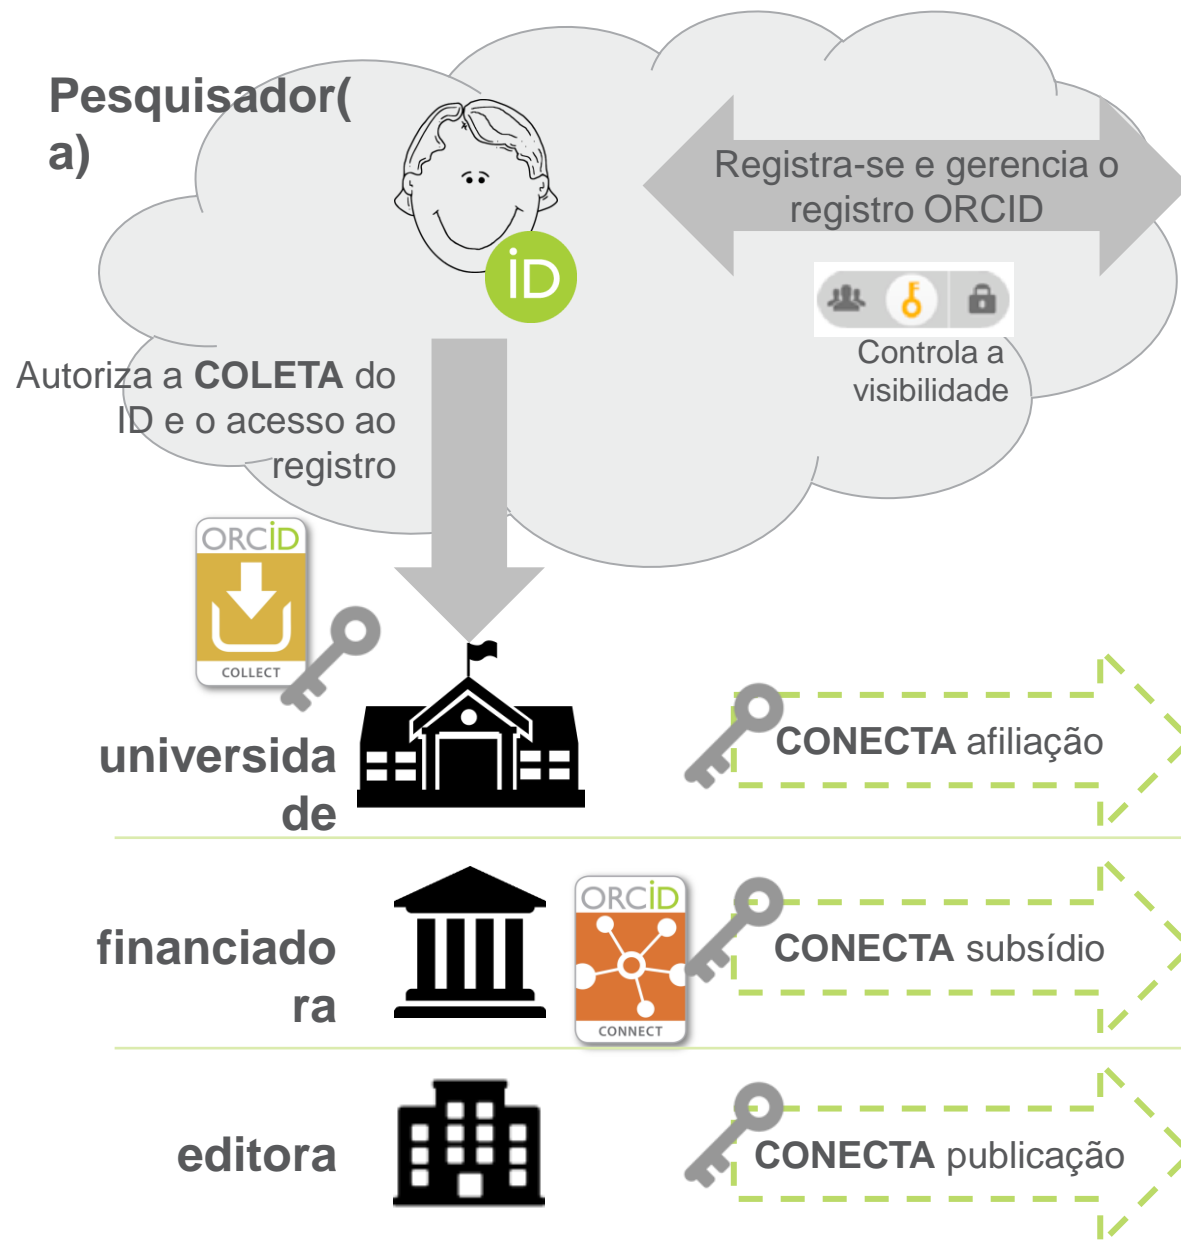 Pesquisador(
a)
Registra-se e gerencia o
registro ORCID
iD
Controla a
visibilidade
Autoriza a COLETA do
ID e o acesso ao
registro
ORCID
COLLECT
universida
de
CONECTA afiliação
financiado
ra
ORCID
CONNECT
CONECTA subsídio
editora
CONECTA publicação